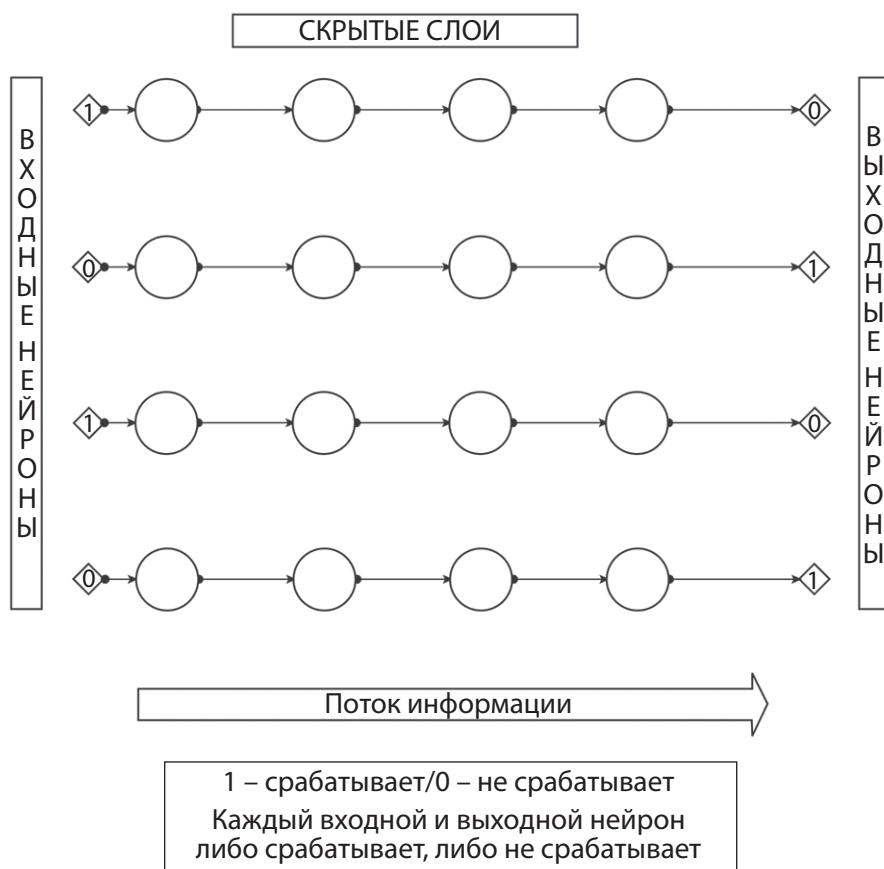 СКРЫТЫЕ СЛОИ
ВХОДНЫЕ НЕЙРОНЫ
1
0
0
1
1
0
0
1
ВЫХОДНЫЕ НЕЙРОНЫ
Поток информации
1 – срабатывает/0 – не срабатывает
Каждый входной и выходной нейрон
либо срабатывает, либо не срабатывает